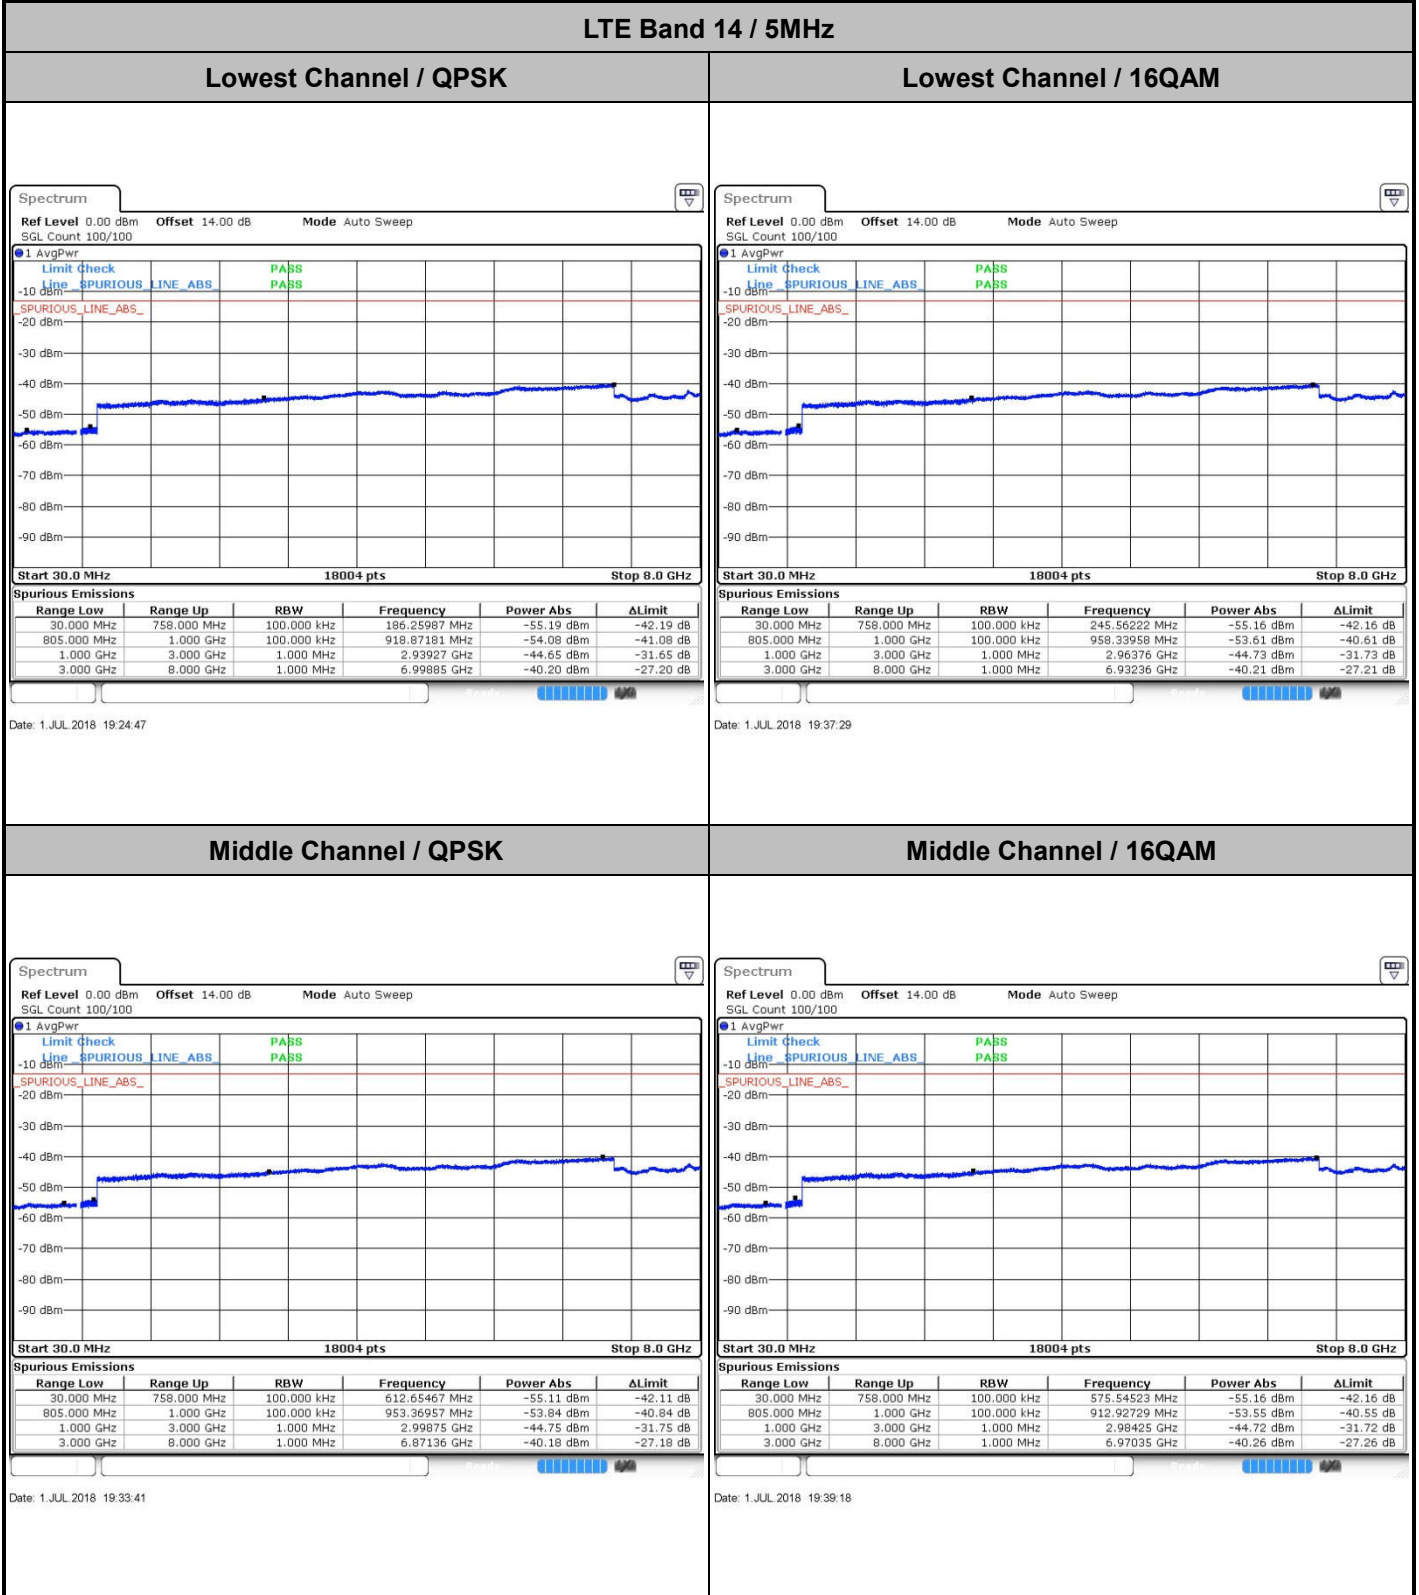 LTE Band 14 / 5MHz
Lowest Channel / QPSK
Spectrum
Ref Level 0.00 dBm Offset 14.00 dB Mode Auto Sweep
SGL Count 100/100
1 AvgPwr
Limit Check PASS
Line _SPURIOUS_LINE_ABS_ PASS
-10 dBm
_SPURIOUS_LINE_ABS_
-20 dBm
-30 dBm
-40 dBm
-50 dBm
-60 dBm
-70 dBm
-80 dBm
-90 dBm
Start 30.0 MHz 18004 pts Stop 8.0 GHz
Spurious Emissions
Range Low Range Up RBW Frequency Power Abs ΔLimit
30.000 MHz 758.000 MHz 100.000 kHz 186.25987 MHz -55.19 dBm -42.19 dB
805.000 MHz 1.000 GHz 100.000 kHz 918.87181 MHz -54.08 dBm -41.08 dB
1.000 GHz 3.000 GHz 1.000 MHz 2.93927 GHz -44.65 dBm -31.65 dB
3.000 GHz 8.000 GHz 1.000 MHz 6.99885 GHz -40.20 dBm -27.20 dB
Date: 1.JUL.2018 19:24:47
Lowest Channel / 16QAM
Spectrum
Ref Level 0.00 dBm Offset 14.00 dB Mode Auto Sweep
SGL Count 100/100
1 AvgPwr
Limit Check PASS
Line _SPURIOUS_LINE_ABS_ PASS
-10 dBm
_SPURIOUS_LINE_ABS_
-20 dBm
-30 dBm
-40 dBm
-50 dBm
-60 dBm
-70 dBm
-80 dBm
-90 dBm
Start 30.0 MHz 18004 pts Stop 8.0 GHz
Spurious Emissions
Range Low Range Up RBW Frequency Power Abs ΔLimit
30.000 MHz 758.000 MHz 100.000 kHz 245.56222 MHz -55.16 dBm -42.16 dB
805.000 MHz 1.000 GHz 100.000 kHz 958.33958 MHz -53.61 dBm -40.61 dB
1.000 GHz 3.000 GHz 1.000 MHz 2.96376 GHz -44.73 dBm -31.73 dB
3.000 GHz 8.000 GHz 1.000 MHz 6.93236 GHz -40.21 dBm -27.21 dB
Date: 1.JUL.2018 19:37:29
Middle Channel / QPSK
Spectrum
Ref Level 0.00 dBm Offset 14.00 dB Mode Auto Sweep
SGL Count 100/100
1 AvgPwr
Limit Check PASS
Line _SPURIOUS_LINE_ABS_ PASS
-10 dBm
_SPURIOUS_LINE_ABS_
-20 dBm
-30 dBm
-40 dBm
-50 dBm
-60 dBm
-70 dBm
-80 dBm
-90 dBm
Start 30.0 MHz 18004 pts Stop 8.0 GHz
Spurious Emissions
Range Low Range Up RBW Frequency Power Abs ΔLimit
30.000 MHz 758.000 MHz 100.000 kHz 612.65467 MHz -55.11 dBm -42.11 dB
805.000 MHz 1.000 GHz 100.000 kHz 953.36957 MHz -53.84 dBm -40.84 dB
1.000 GHz 3.000 GHz 1.000 MHz 2.99875 GHz -44.75 dBm -31.75 dB
3.000 GHz 8.000 GHz 1.000 MHz 6.87136 GHz -40.18 dBm -27.18 dB
Date: 1.JUL.2018 19:33:41
Middle Channel / 16QAM
Spectrum
Ref Level 0.00 dBm Offset 14.00 dB Mode Auto Sweep
SGL Count 100/100
1 AvgPwr
Limit Check PASS
Line _SPURIOUS_LINE_ABS_ PASS
-10 dBm
_SPURIOUS_LINE_ABS_
-20 dBm
-30 dBm
-40 dBm
-50 dBm
-60 dBm
-70 dBm
-80 dBm
-90 dBm
Start 30.0 MHz 18004 pts Stop 8.0 GHz
Spurious Emissions
Range Low Range Up RBW Frequency Power Abs ΔLimit
30.000 MHz 758.000 MHz 100.000 kHz 575.54523 MHz -55.16 dBm -42.16 dB
805.000 MHz 1.000 GHz 100.000 kHz 912.92729 MHz -53.55 dBm -40.55 dB
1.000 GHz 3.000 GHz 1.000 MHz 2.98425 GHz -44.72 dBm -31.72 dB
3.000 GHz 8.000 GHz 1.000 MHz 6.97035 GHz -40.26 dBm -27.26 dB
Date: 1.JUL.2018 19:39:18